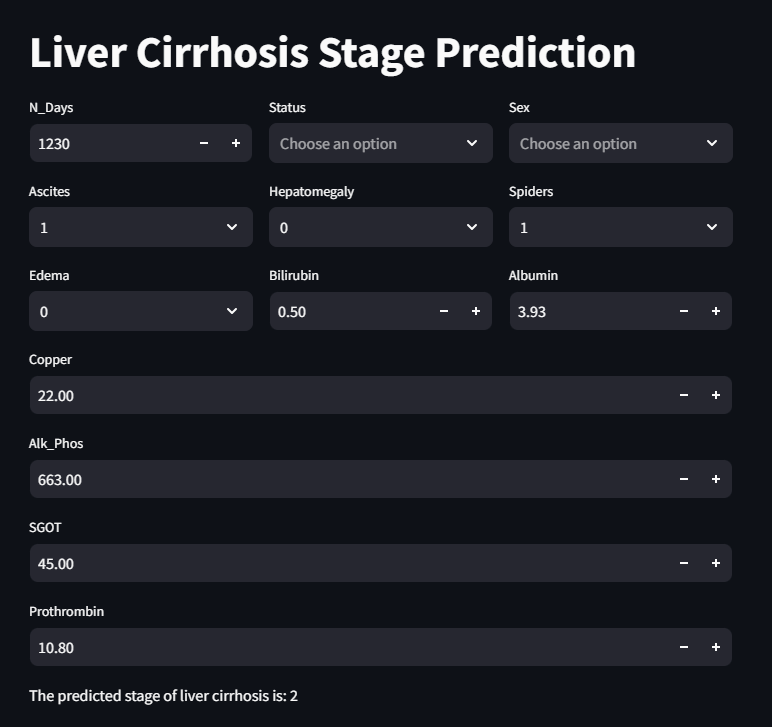 Liver Cirrhosis Stage Prediction
N_Days Status Sex
1230 − + Choose an option Choose an option
Ascites Hepatomegaly Spiders
1 0 1
Edema Bilirubin Albumin
0 0.50 − + 3.93 − +
Copper
22.00 − +
Alk_Phos
663.00 − +
SGOT
45.00 − +
Prothrombin
10.80 − +
The predicted stage of liver cirrhosis is: 2